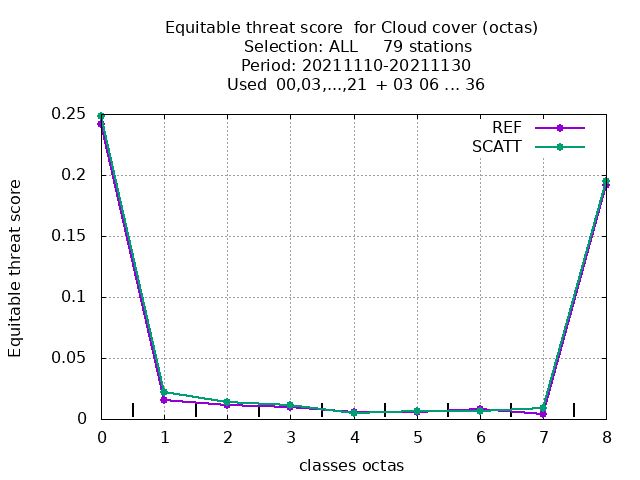 Equitable threat score  for Cloud cover (octas)
Selection: ALL     79 stations
Period: 20211110-20211130
Used  00,03,...,21  + 03 06 ... 36
REF
SCATT
Equitable threat score
0.25
0.2
0.15
0.1
0.05
0
0 1 2 3 4 5 6 7 8
classes octas